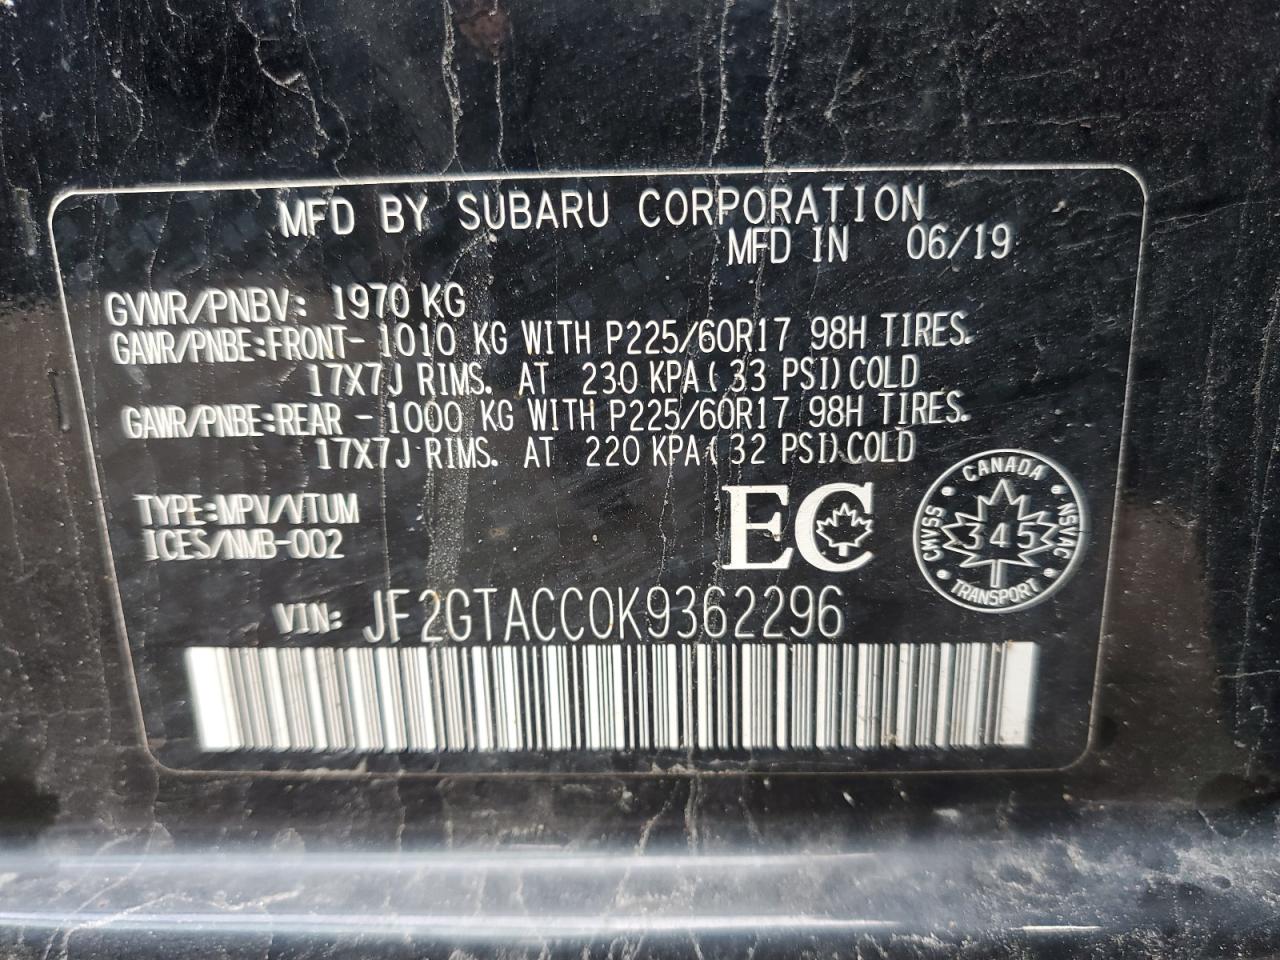 MFD BY SUBARU CORPORATION
MFD IN 06/19
GVWR/PNBV: 1970 KG
GAWR/PNBE:FRONT- 1010 KG WITH P225/60R17 98H TIRES.
17X7J RIMS. AT 230 KPA(33 PSI)COLD
GAWR/PNBE:REAR - 1000 KG WITH P225/60R17 98H TIRES.
17X7J RIMS. AT 220 KPA(32 PSI)COLD
TYPE:MPV/VTUM
ICES/NMB-002
EC
CANADA
CMVSS
345
NSVAC
TRANSPORT
VIN: JF2GTACC0K9362296